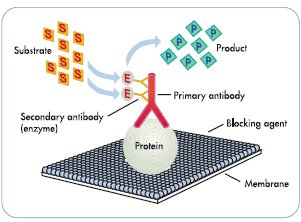 Substrate
S S
S S S
S S
S S
P P
P P P
P P
P
Product
E
E
Primary antibody
Secondary antibody
(enzyme)
Blocking agent
Protein
Membrane